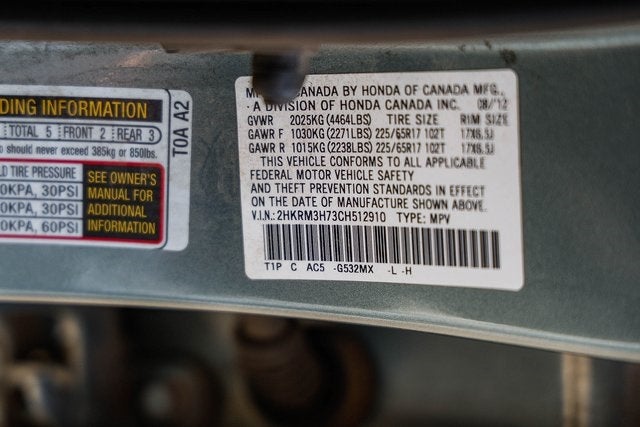 DING INFORMATION
TOTAL 5 FRONT 2 REAR 3
o should never exceed 385kg or 850lbs.
D TIRE PRESSURE
0KPA, 30PSI
0KPA, 30PSI
0KPA, 60PSI
SEE OWNER'S
MANUAL FOR
ADDITIONAL
INFORMATION
T0A A2
CANADA BY HONDA OF CANADA MFG.,
A DIVISION OF HONDA CANADA INC. 08/'12
GVWR 2025KG (4464LBS) TIRE SIZE RIM SIZE
GAWR F 1030KG (2271LBS) 225/65R17 102T 17X6.5J
GAWR R 1015KG (2238LBS) 225/65R17 102T 17X6.5J
THIS VEHICLE CONFORMS TO ALL APPLICABLE
FEDERAL MOTOR VEHICLE SAFETY
AND THEFT PREVENTION STANDARDS IN EFFECT
ON THE DATE OF MANUFACTURE SHOWN ABOVE.
V.I.N.: 2HKRM3H73CH512910 TYPE: MPV
T1P C AC5 -G532MX -L -H